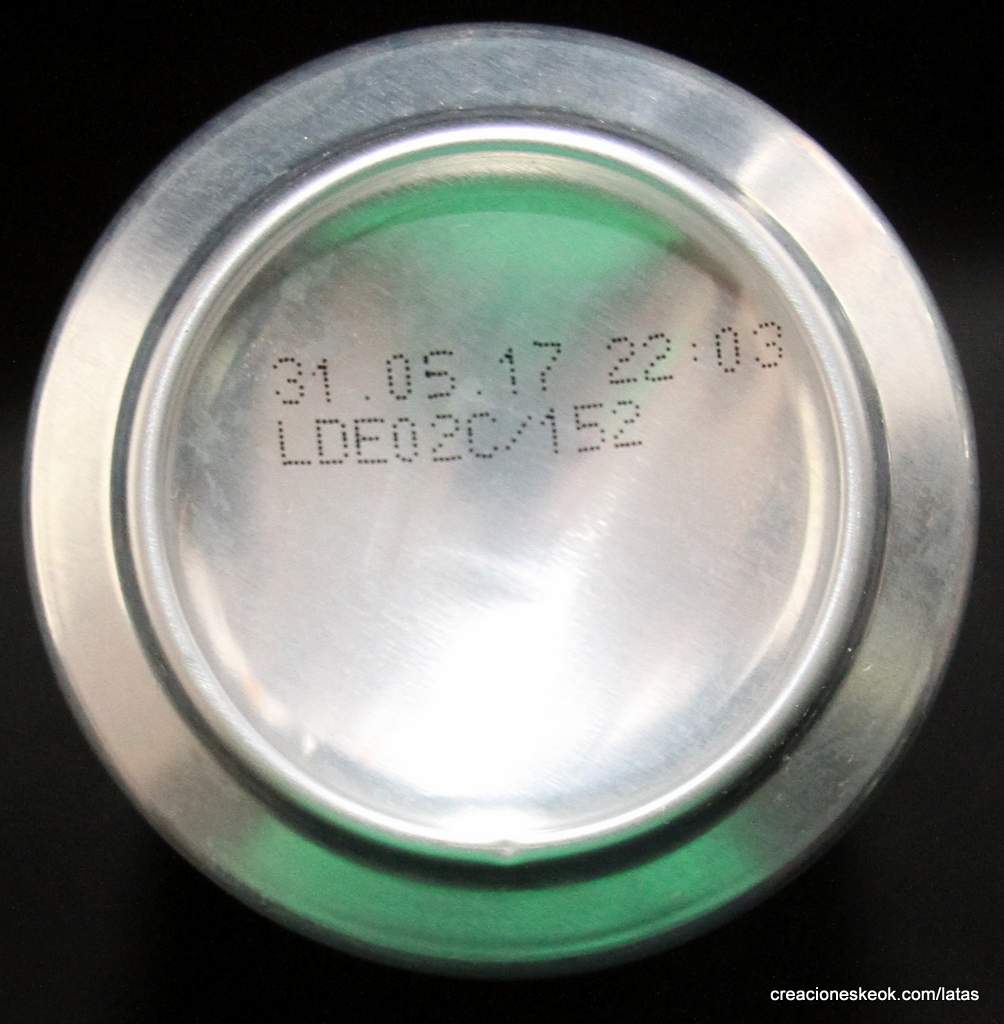 31.05.17 22:03
LDE02C/152
creacioneskeok.com/latas